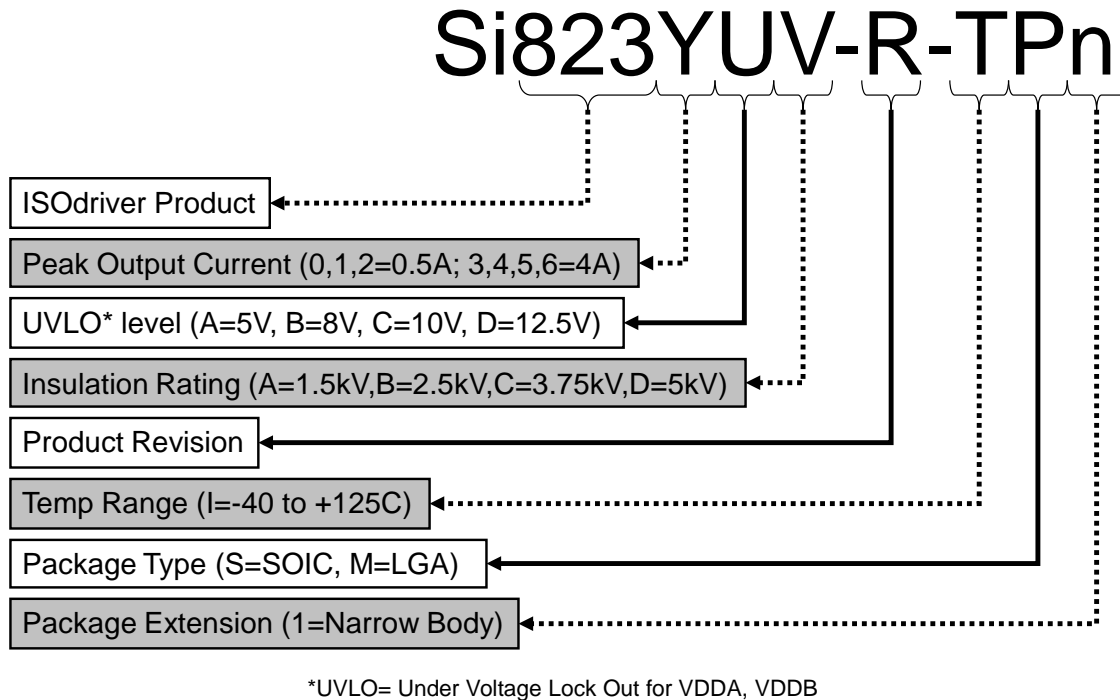 Si823YUV-R-TPn
ISOdriver Product
Peak Output Current (0,1,2=0.5A; 3,4,5,6=4A)
UVLO* level (A=5V, B=8V, C=10V, D=12.5V)
Insulation Rating (A=1.5kV,B=2.5kV,C=3.75kV,D=5kV)
Product Revision
Temp Range (I=-40 to +125C)
Package Type (S=SOIC, M=LGA)
Package Extension (1=Narrow Body)
*UVLO= Under Voltage Lock Out for VDDA, VDDB